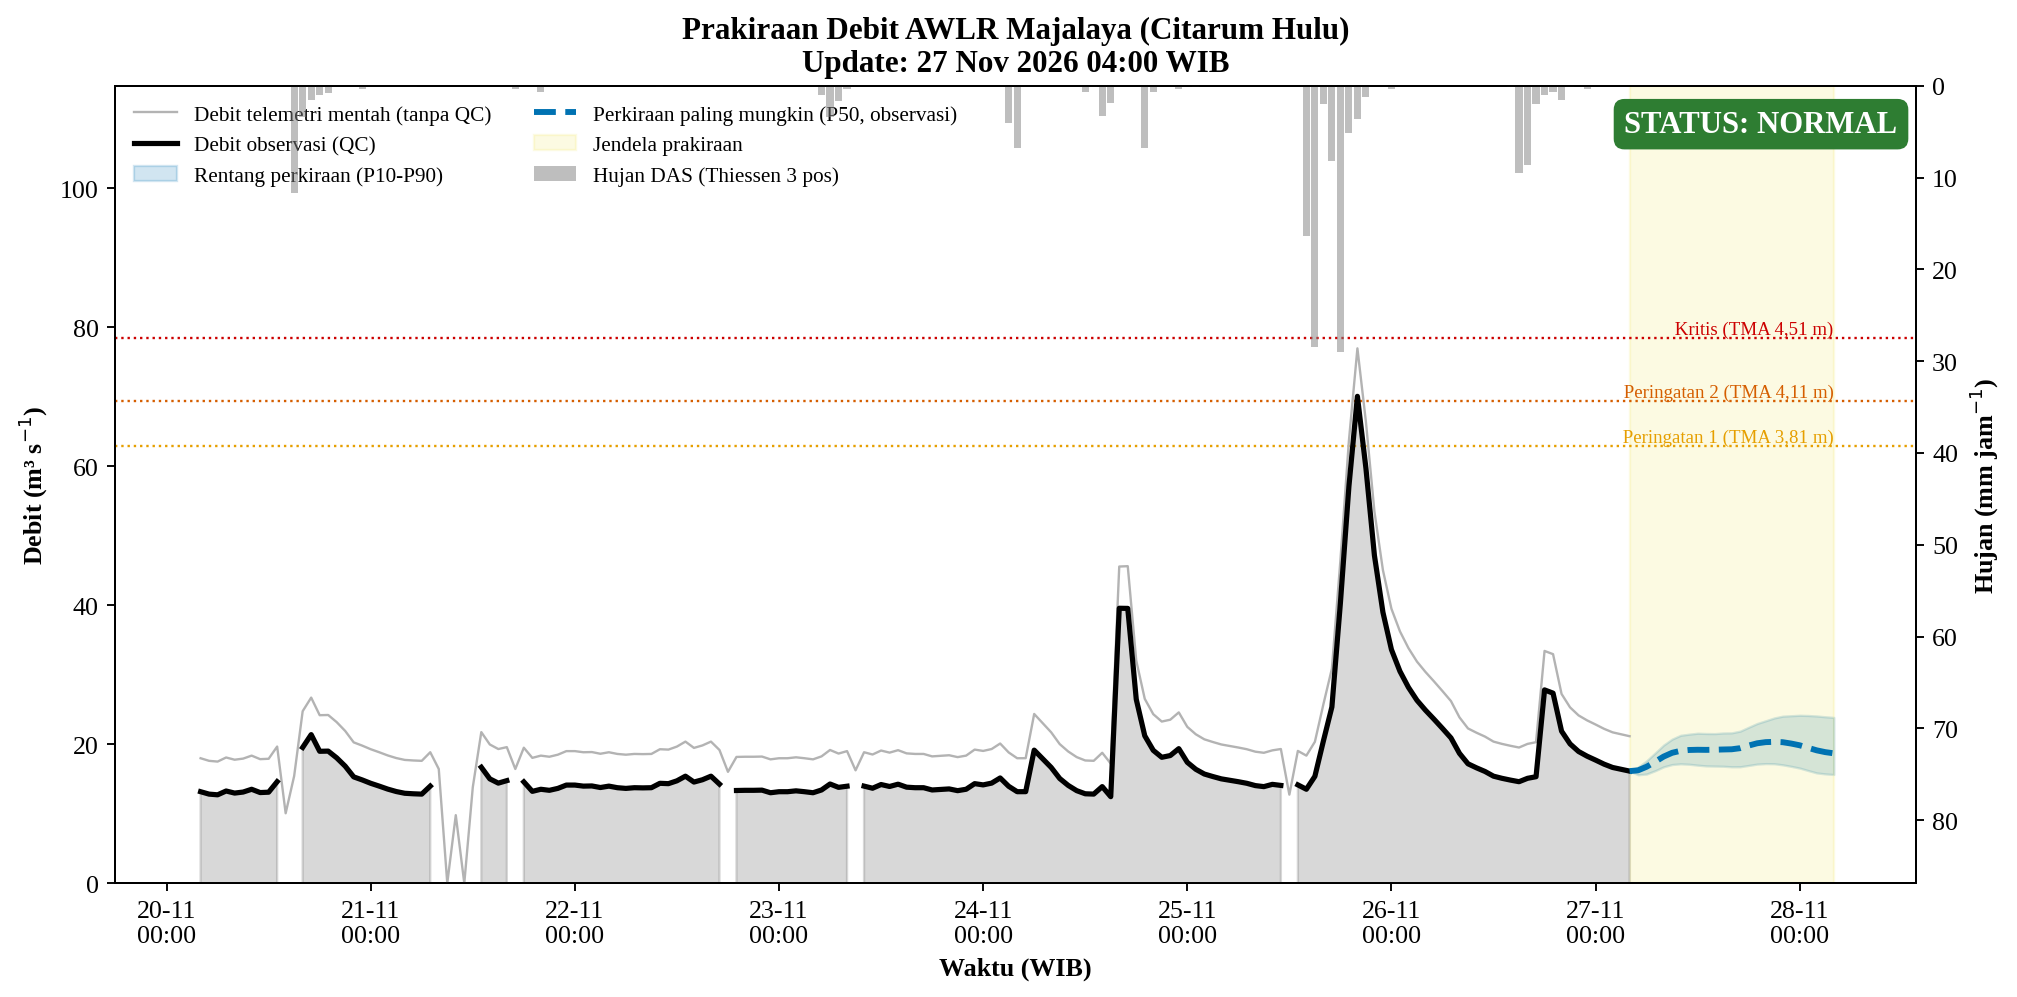 Prakiraan Debit AWLR Majalaya (Citarum Hulu)
Update: 27 Nov 2026 04:00 WIB
Debit telemetri mentah (tanpa QC)
Debit observasi (QC)
Rentang perkiraan (P10-P90)
Perkiraan paling mungkin (P50, observasi)
Jendela prakiraan
Hujan DAS (Thiessen 3 pos)
STATUS: NORMAL
Kritis (TMA 4,51 m)
Peringatan 2 (TMA 4,11 m)
Peringatan 1 (TMA 3,81 m)
Debit (m³ s⁻¹)
100
80
60
40
20
0
Hujan (mm jam⁻¹)
0
10
20
30
40
50
60
70
80
20-11
00:00
21-11
00:00
22-11
00:00
23-11
00:00
24-11
00:00
25-11
00:00
26-11
00:00
27-11
00:00
28-11
00:00
Waktu (WIB)